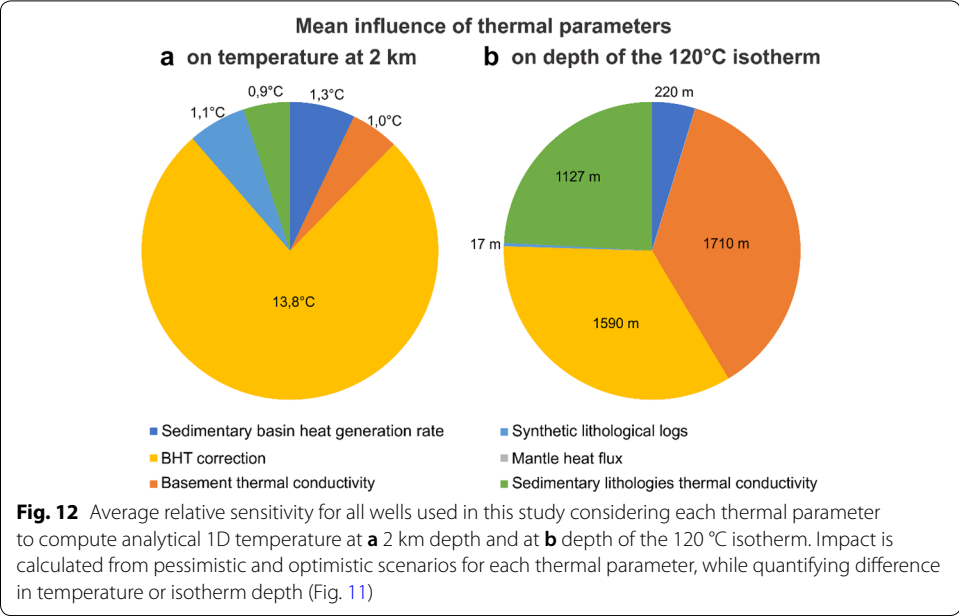 Mean influence of thermal parameters
a on temperature at 2 km
b on depth of the 120°C isotherm
0,9°C
1,3°C
1,1°C
1,0°C
13,8°C
220 m
1127 m
1710 m
17 m
1590 m
Sedimentary basin heat generation rate
BHT correction
Basement thermal conductivity
Synthetic lithological logs
Mantle heat flux
Sedimentary lithologies thermal conductivity
Fig. 12 Average relative sensitivity for all wells used in this study considering each thermal parameter
to compute analytical 1D temperature at a 2 km depth and at b depth of the 120 °C isotherm. Impact is
calculated from pessimistic and optimistic scenarios for each thermal parameter, while quantifying difference
in temperature or isotherm depth (Fig. 11)